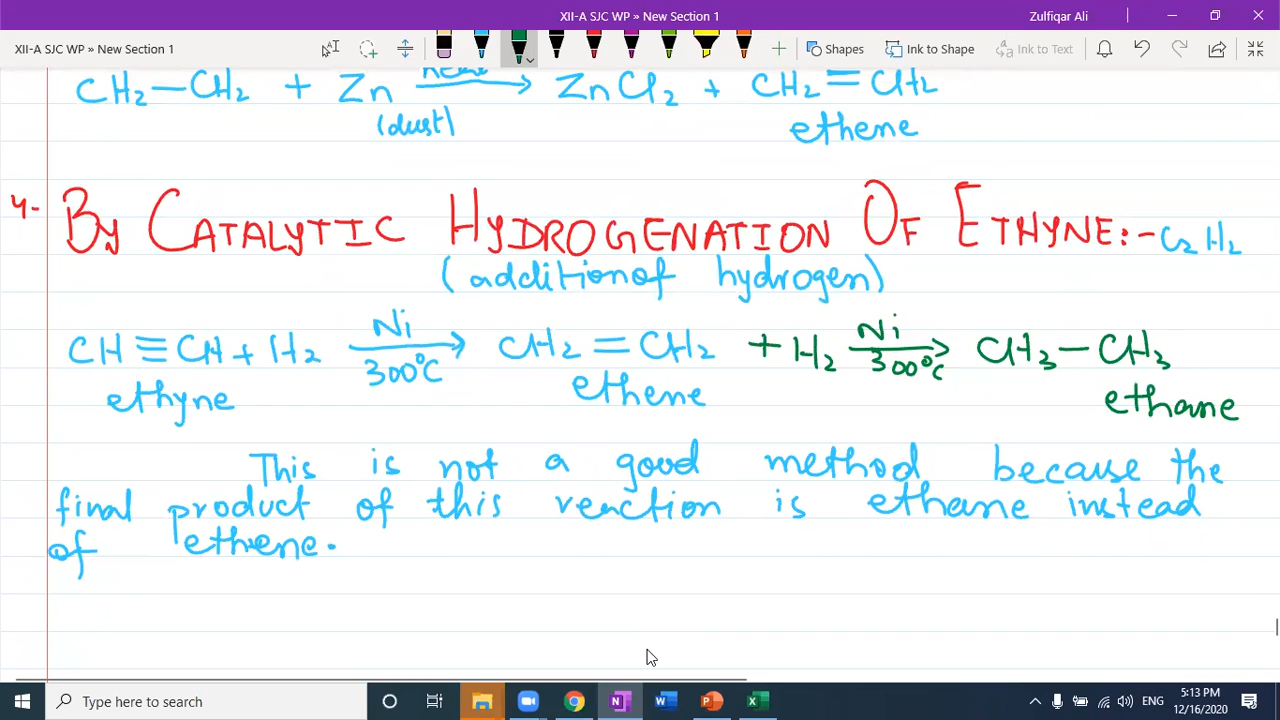 XII-A SJC WP » New Section 1
Zulfiqar Ali
XII-A SJC WP » New Section 1
Shapes
Ink to Shape
Ink to Text
CH2—CH2 + Zn → ZnCl2 + CH2=CH2
(dust)
ethene
4- By Catalytic Hydrogenation Of Ethyne:- C2H2
(addition of hydrogen)
CH≡CH + H2 Ni 300°C → CH2=CH2 + H2 Ni 300°C → CH3—CH3
ethyne ethene ethane
This is not a good method because the
final product of this reaction is ethane instead
of ethene.
Type here to search
ENG
5:13 PM
12/16/2020